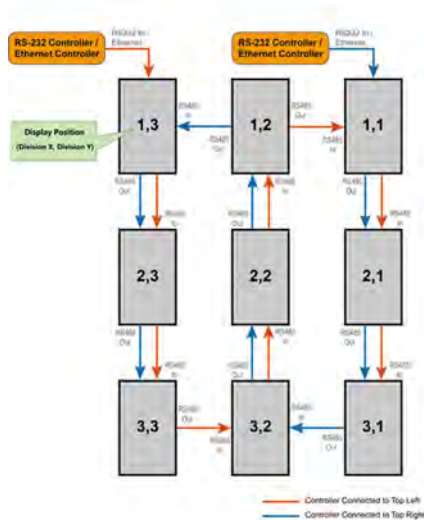 RS-232 Controller /
Ethernet Controller
RS232 In /
Ethernet
RS-232 Controller /
Ethernet Controller
RS232 In /
Ethernet
Display Position
(Division X, Division Y)
1,3
RS485
In
RS485
Out
1,2
RS485
Out
RS485
In
1,1
RS485
Out
RS485
In
RS485
Out
RS485
In
RS485
Out
RS485
In
2,3
2,2
2,1
RS485
Out
RS485
In
RS485
Out
RS485
In
RS485
Out
RS485
In
3,3
RS485
Out
RS485
In
3,2
RS485
In
RS485
Out
3,1
Controller Connected to Top Left
Controller Connected to Top Right